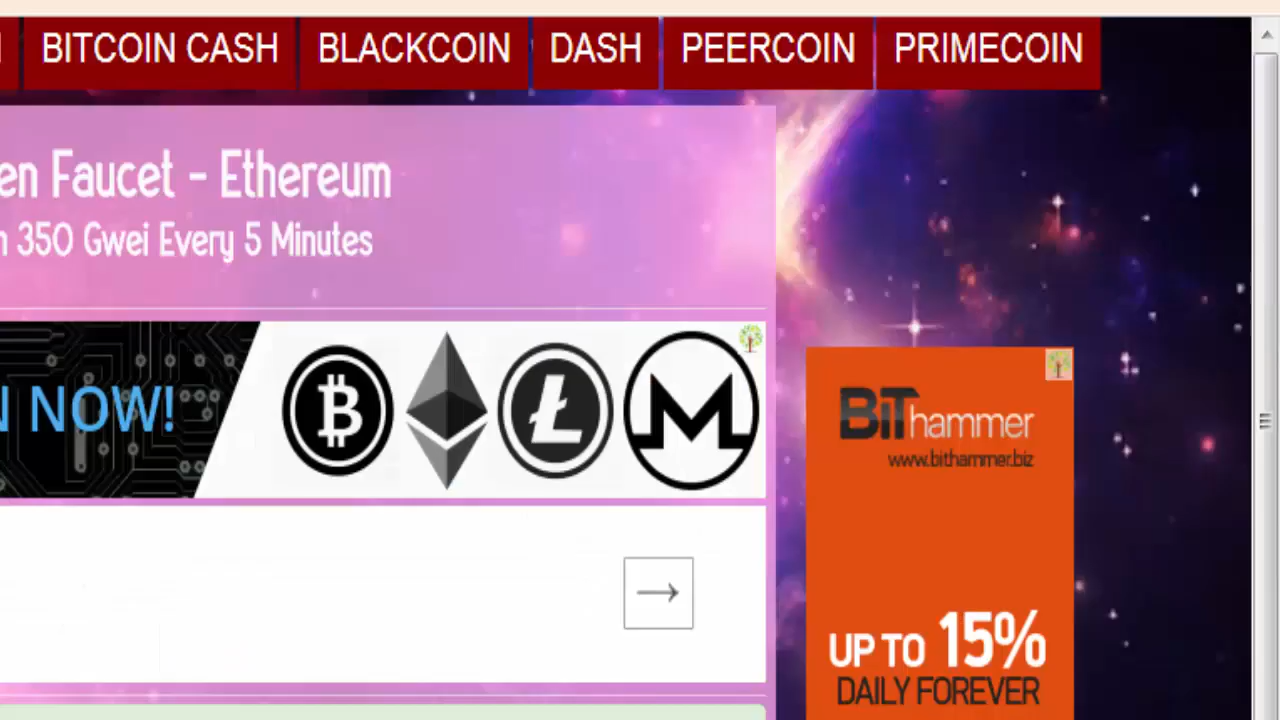 BITCOIN CASH BLACKCOIN DASH PEERCOIN PRIMECOIN
en Faucet - Ethereum
350 Gwei Every 5 Minutes
NOW!
BiThammer
www.bithammer.biz
UP TO 15%
DAILY FOREVER